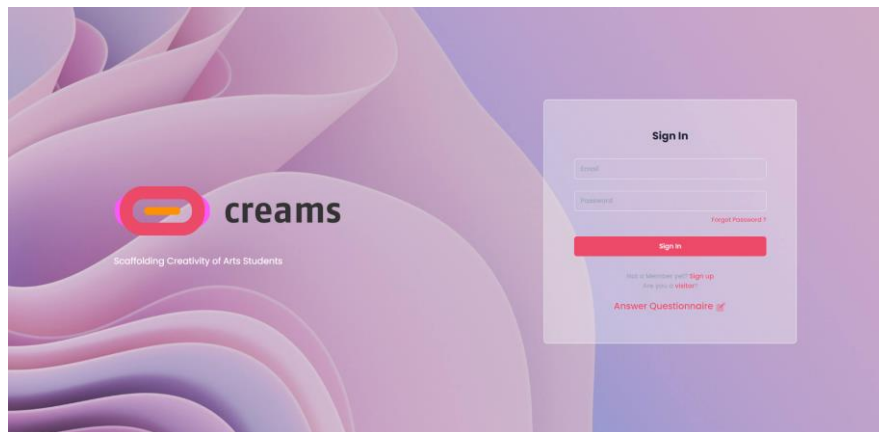 creams
Scaffolding Creativity of Arts Students
Sign In
Email
Password
Forgot Password ?
Sign In
Not a Member yet? Sign up
Are you a visitor?
Answer Questionnaire